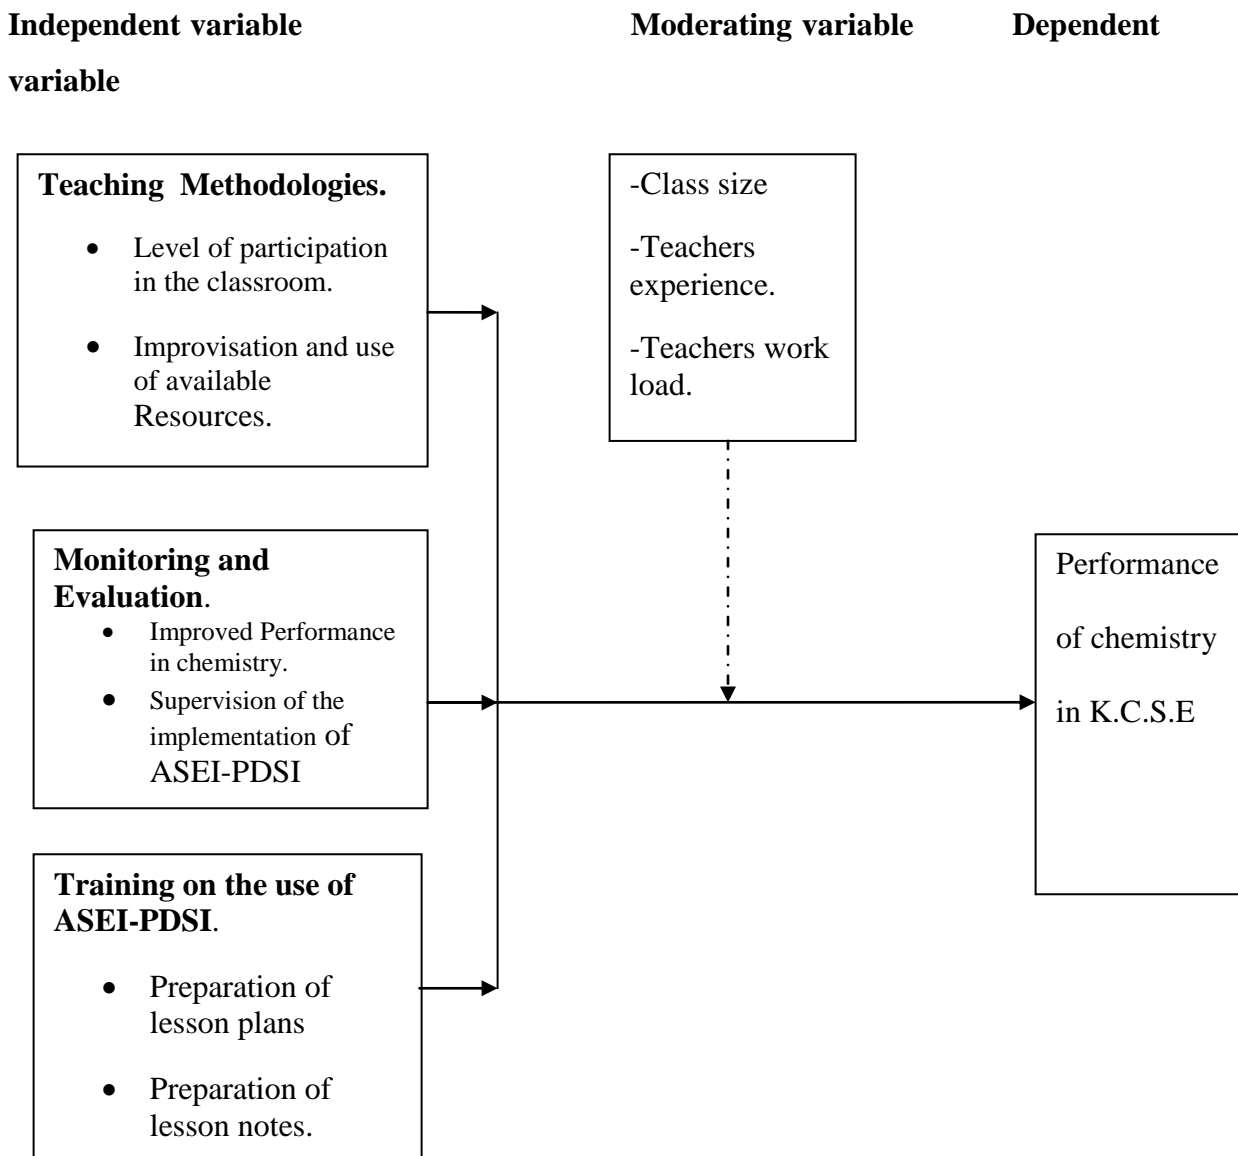 Independent variable Moderating variable Dependent
variable
Teaching Methodologies.
• Level of participation
in the classroom.
• Improvisation and use
of available
Resources.
-Class size
-Teachers
experience.
-Teachers work
load.
Monitoring and
Evaluation.
• Improved Performance
in chemistry.
• Supervision of the
implementation of
ASEI-PDSI
Performance
of chemistry
in K.C.S.E
Training on the use of
ASEI-PDSI.
• Preparation of
lesson plans
• Preparation of
lesson notes.